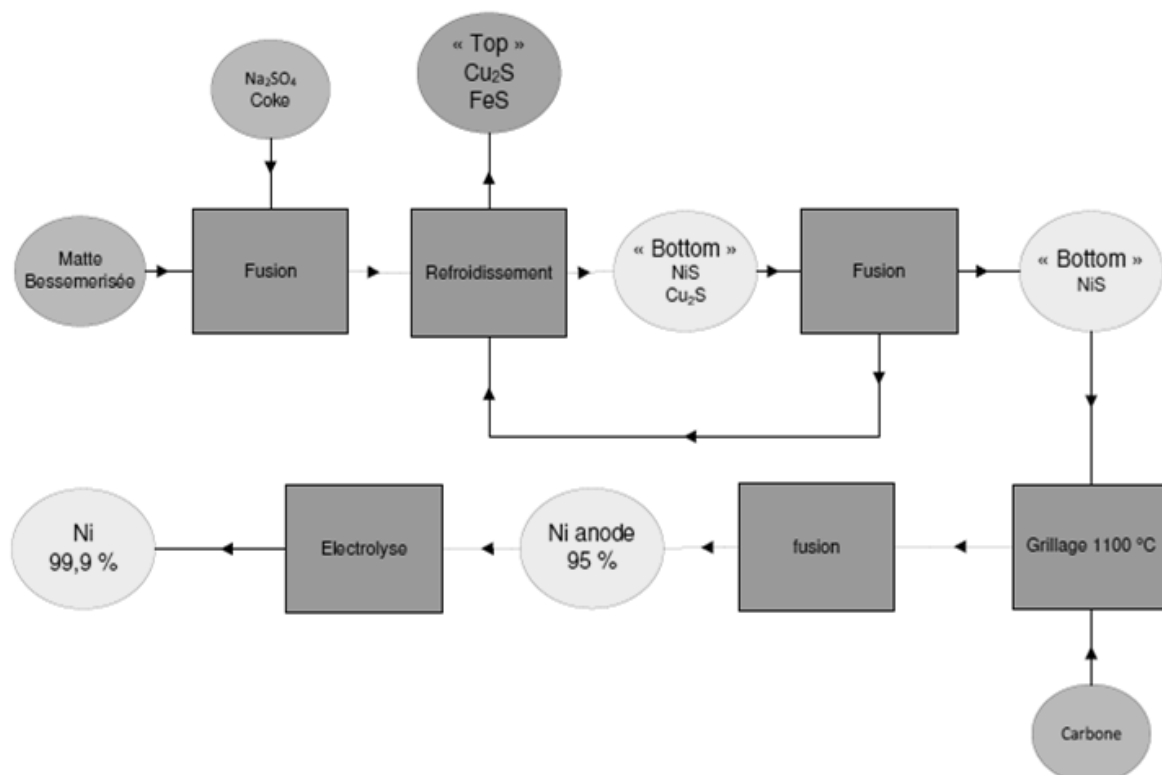 « Top »
Cu₂S
FeS
Na₂SO₄
Coke
Matte
Bessemerisée
Fusion
Refroidissement
« Bottom »
NiS
Cu₂S
Fusion
« Bottom »
NiS
Ni
99,9 %
Electrolyse
Ni anode
95 %
fusion
Grillage 1100 ºC
Carbone